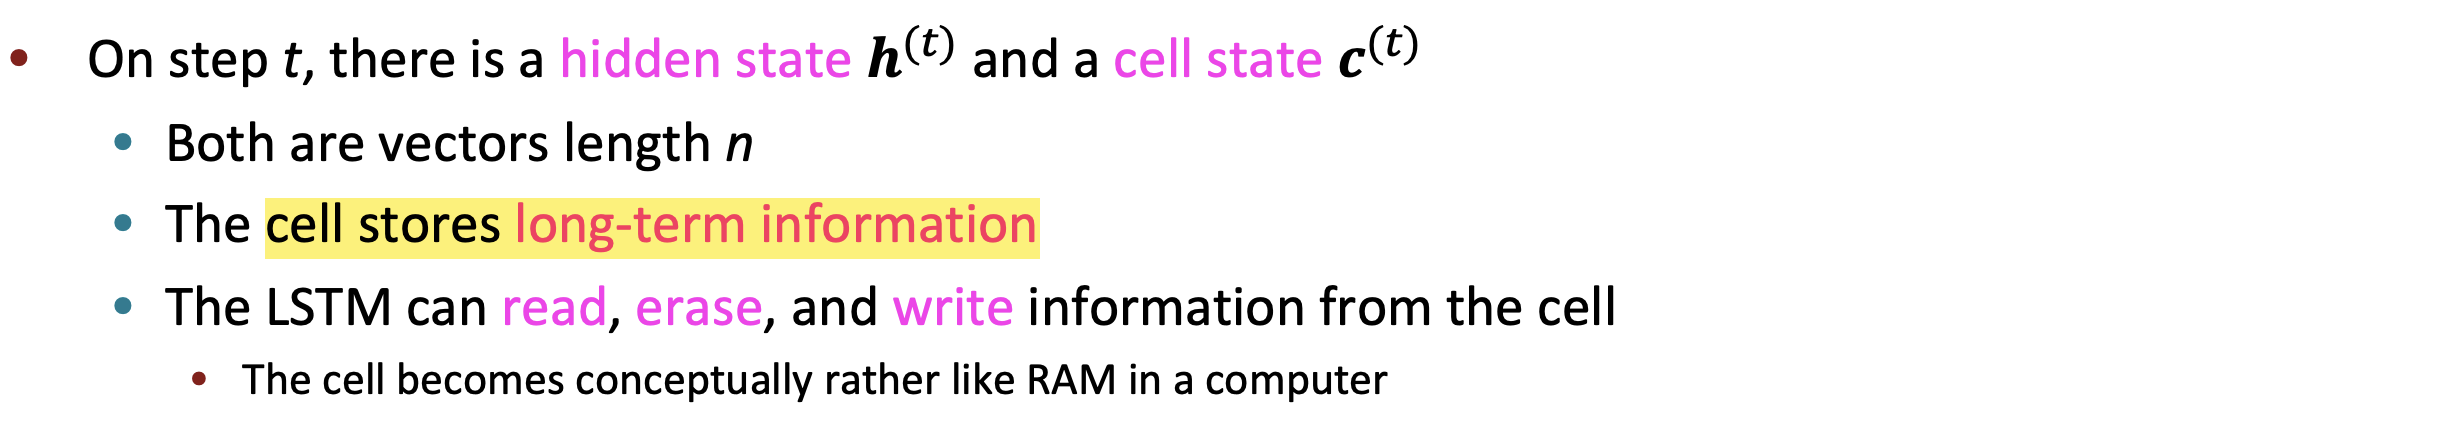 • On step t, there is a hidden state h^(t) and a cell state c^(t)
• Both are vectors length n
• The cell stores long-term information
• The LSTM can read, erase, and write information from the cell
• The cell becomes conceptually rather like RAM in a computer